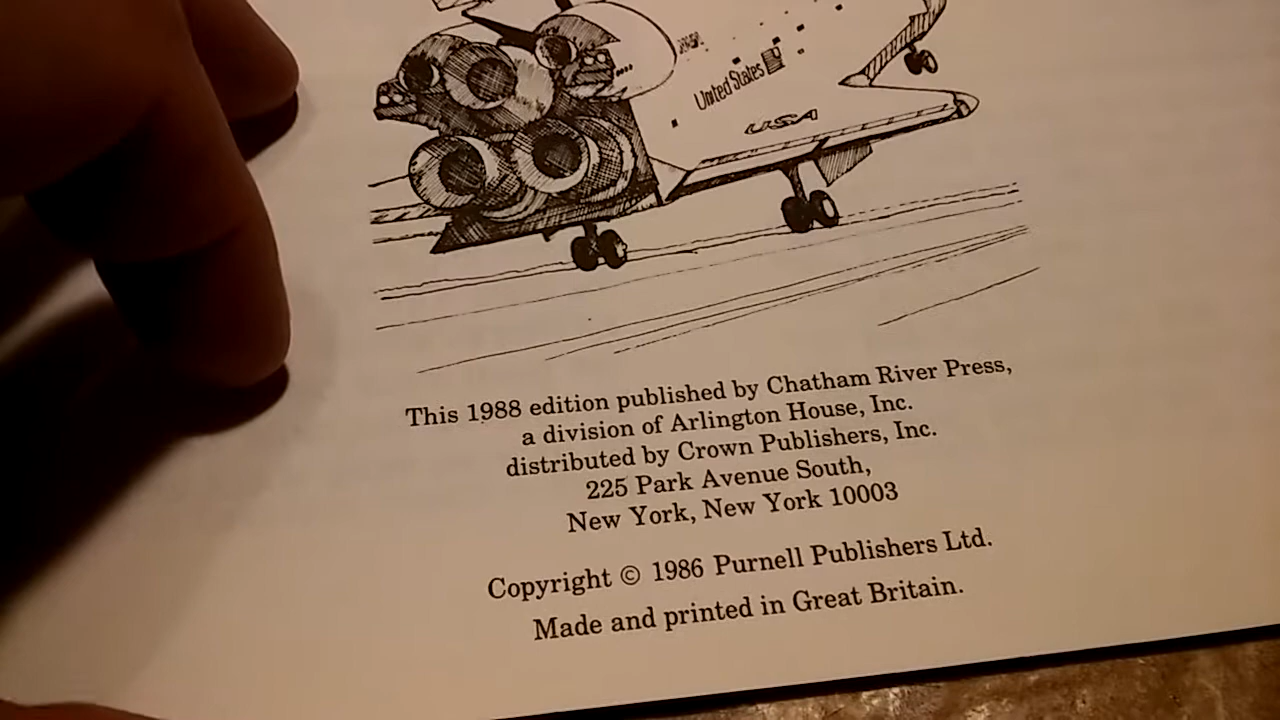 United States
USA
This 1988 edition published by Chatham River Press,
a division of Arlington House, Inc.
distributed by Crown Publishers, Inc.
225 Park Avenue South,
New York, New York 10003
Copyright © 1986 Purnell Publishers Ltd.
Made and printed in Great Britain.